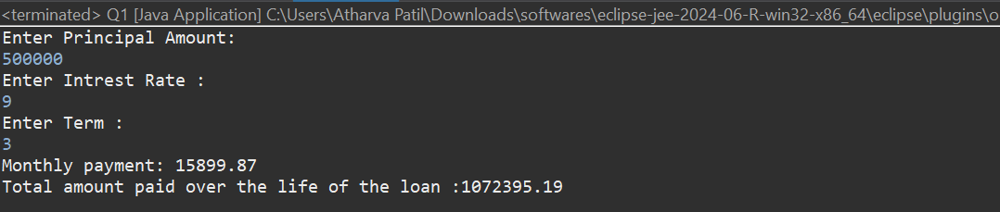 <terminated> Q1 [Java Application] C:\Users\Atharva Patil\Downloads\softwares\eclipse-jee-2024-06-R-win32-x86_64\eclipse\plugins\o
Enter Principal Amount:
500000
Enter Intrest Rate :
9
Enter Term :
3
Monthly payment: 15899.87
Total amount paid over the life of the loan :1072395.19